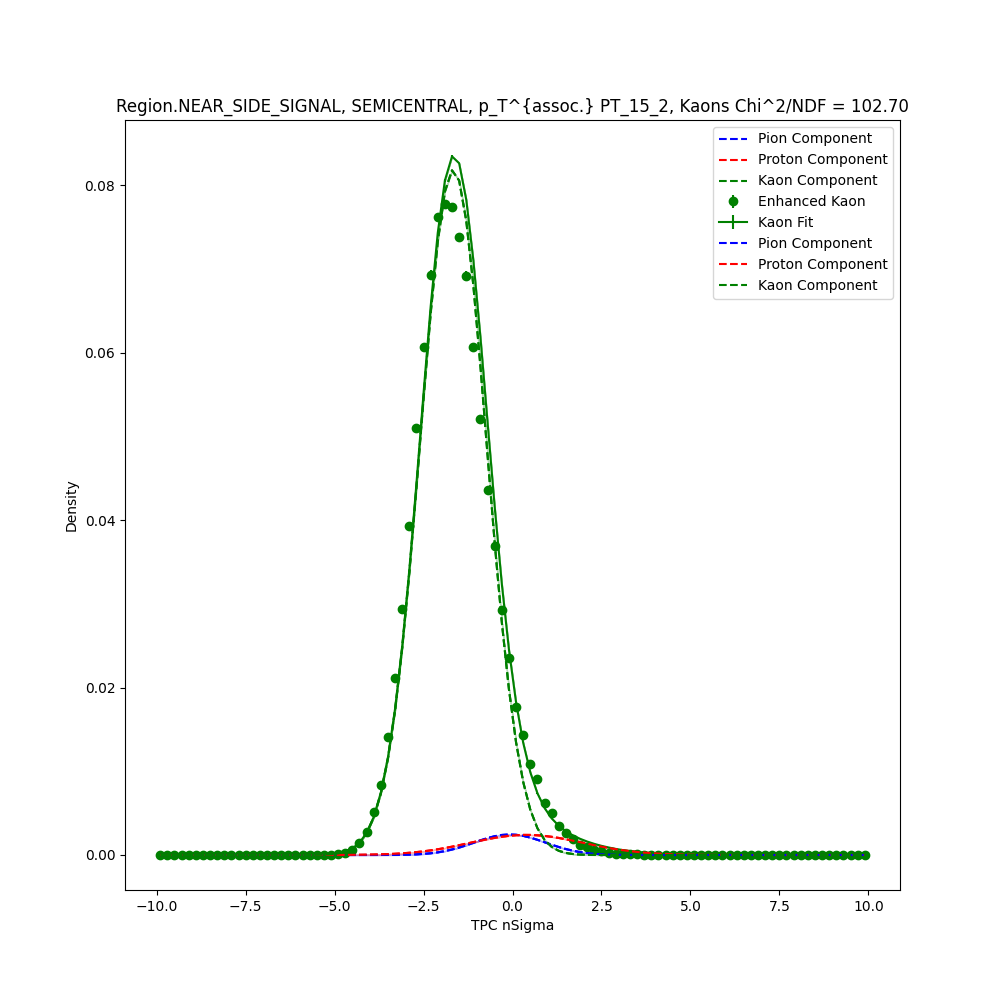 Region.NEAR_SIDE_SIGNAL, SEMICENTRAL, p_T^{assoc.} PT_15_2, Kaons Chi^2/NDF = 102.70
Pion Component
Proton Component
Kaon Component
Enhanced Kaon
Kaon Fit
Pion Component
Proton Component
Kaon Component
0.08
0.06
0.04
0.02
0.00
Density
−10.0 −7.5 −5.0 −2.5 0.0 2.5 5.0 7.5 10.0
TPC nSigma